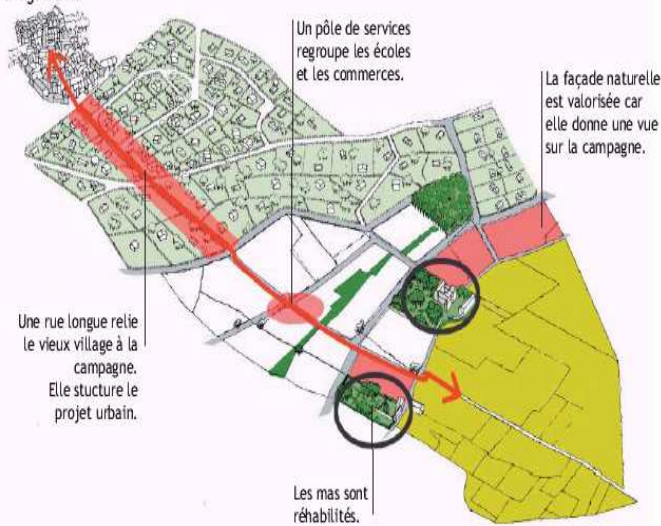 Un pôle de services
regroupe les écoles
et les commerces.
La façade naturelle
est valorisée car
elle donne une vue
sur la campagne.
Une rue longue relie
le vieux village à la
campagne.
Elle stucture le
projet urbain.
Les mas sont
réhabilités.